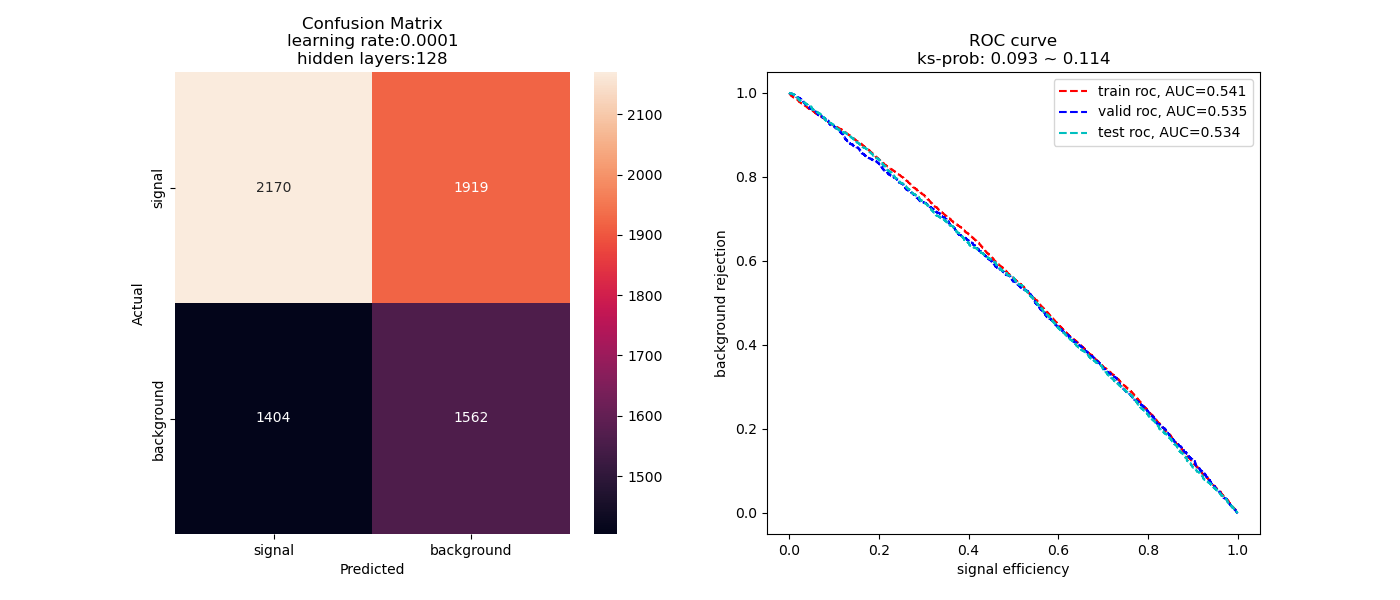 Confusion Matrix
learning rate:0.0001
hidden layers:128
signal
background
Actual
2170
1919
1404
1562
signal
background
Predicted
2100
2000
1900
1800
1700
1600
1500
ROC curve
ks-prob: 0.093 ~ 0.114
train roc, AUC=0.541
valid roc, AUC=0.535
test roc, AUC=0.534
background rejection
1.0
0.8
0.6
0.4
0.2
0.0
0.0
0.2
0.4
0.6
0.8
1.0
signal efficiency